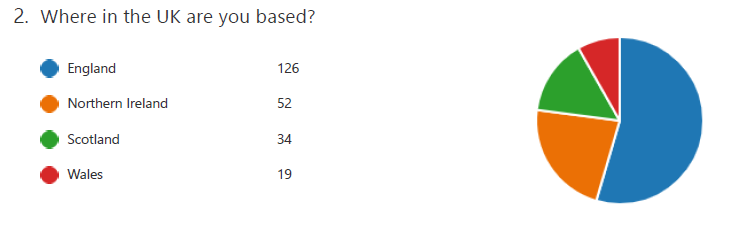 2. Where in the UK are you based?
England 126
Northern Ireland 52
Scotland 34
Wales 19